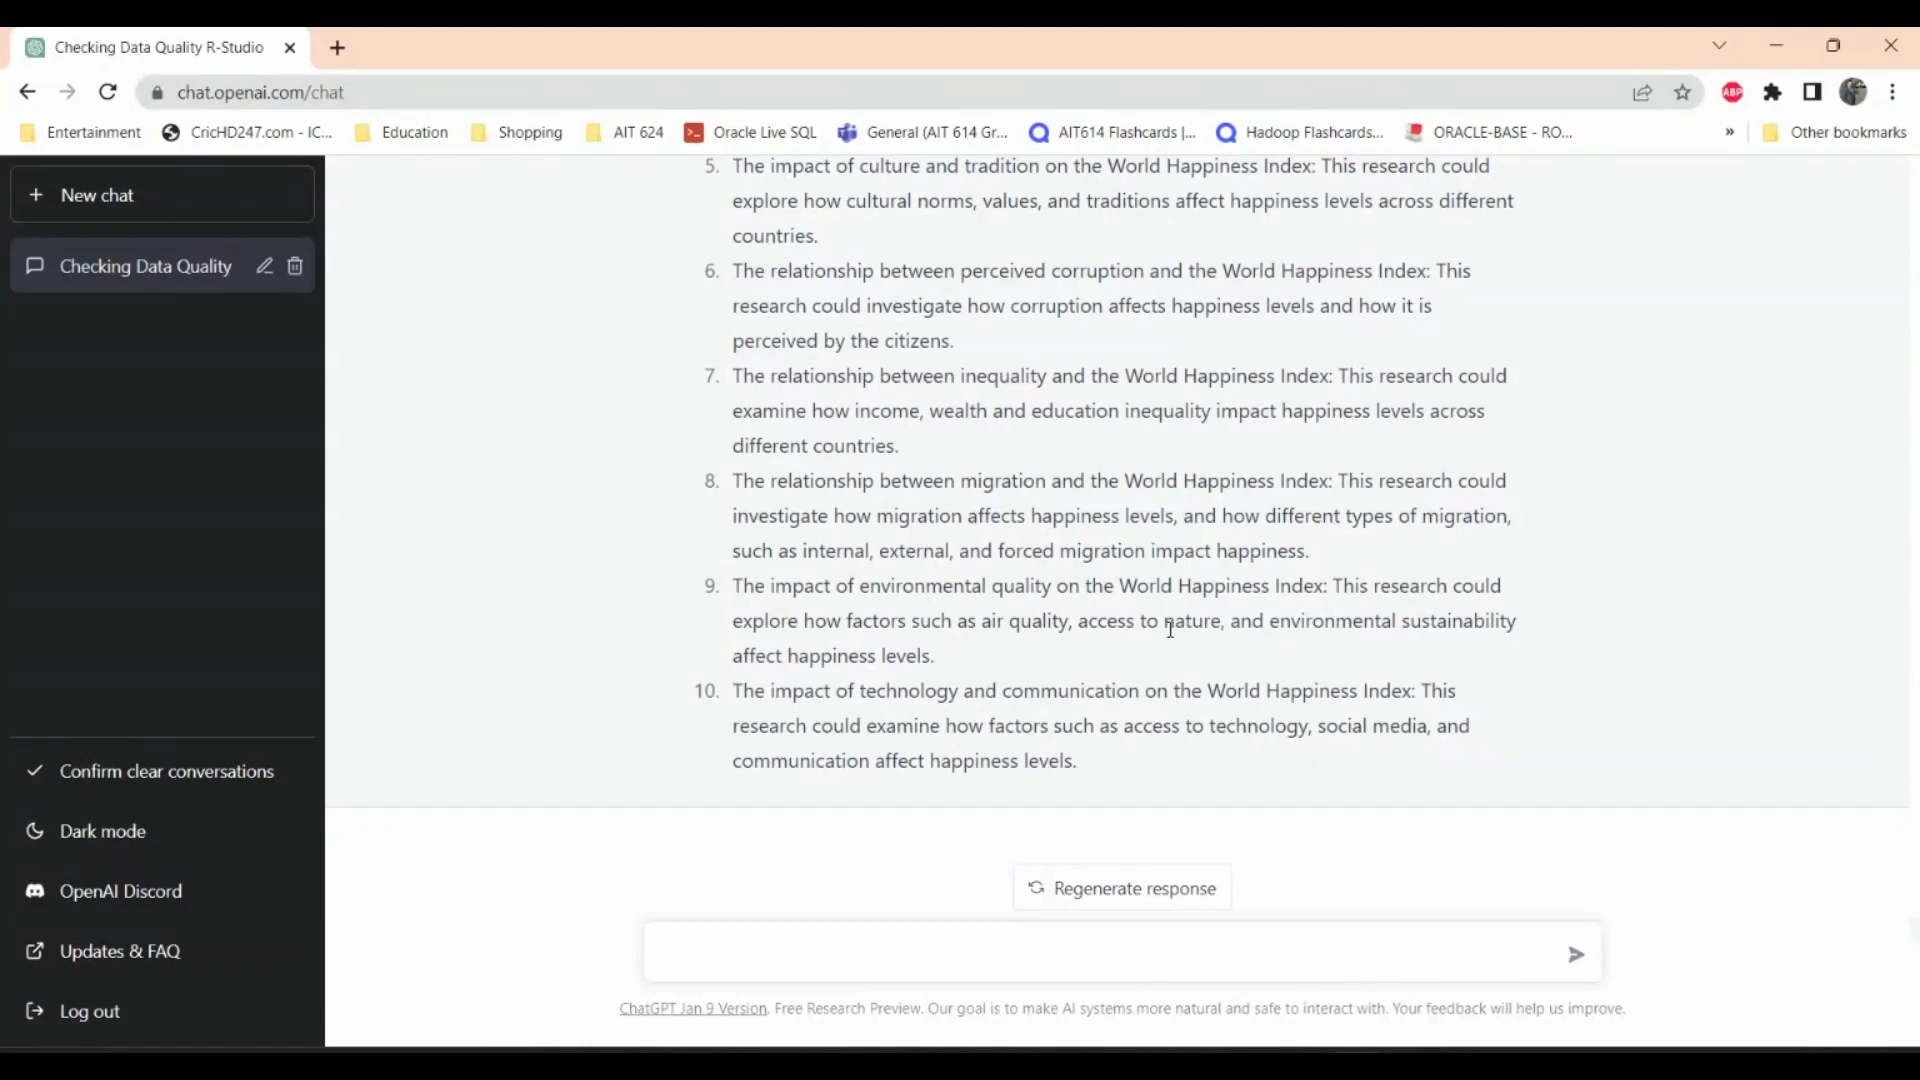 Checking Data Quality R-Studio
chat.openai.com/chat
ABP
Entertainment
CricHD247.com - IC...
Education
Shopping
AIT 624
Oracle Live SQL
General (AIT 614 Gr...
AIT614 Flashcards |...
Hadoop Flashcards...
ORACLE-BASE - RO...
»
Other bookmarks
+ New chat
Checking Data Quality
5. The impact of culture and tradition on the World Happiness Index: This research could
explore how cultural norms, values, and traditions affect happiness levels across different
countries.
6. The relationship between perceived corruption and the World Happiness Index: This
research could investigate how corruption affects happiness levels and how it is
perceived by the citizens.
7. The relationship between inequality and the World Happiness Index: This research could
examine how income, wealth and education inequality impact happiness levels across
different countries.
8. The relationship between migration and the World Happiness Index: This research could
investigate how migration affects happiness levels, and how different types of migration,
such as internal, external, and forced migration impact happiness.
9. The impact of environmental quality on the World Happiness Index: This research could
explore how factors such as air quality, access to nature, and environmental sustainability
affect happiness levels.
10. The impact of technology and communication on the World Happiness Index: This
research could examine how factors such as access to technology, social media, and
communication affect happiness levels.
Confirm clear conversations
Dark mode
OpenAI Discord
Updates & FAQ
Log out
Regenerate response
ChatGPT Jan 9 Version. Free Research Preview. Our goal is to make AI systems more natural and safe to interact with. Your feedback will help us improve.